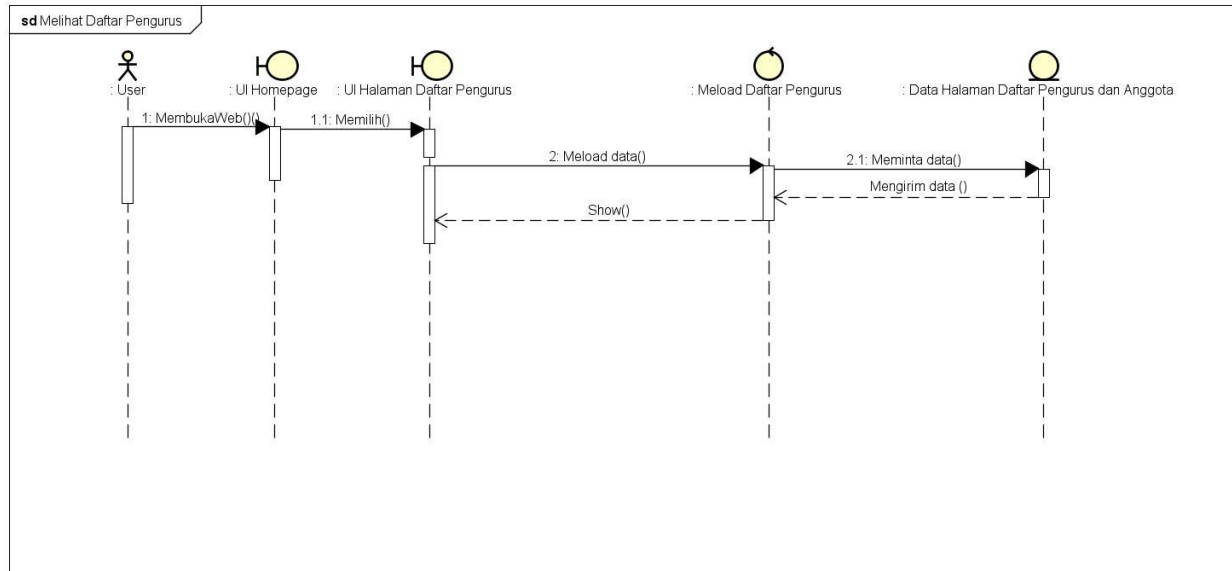 sd Melihat Daftar Pengurus
: User
: UI Homepage
: UI Halaman Daftar Pengurus
: Meload Daftar Pengurus
: Data Halaman Daftar Pengurus dan Anggota
1: MembukaWeb()()
1.1: Memilih()
2: Meload data()
2.1: Meminta data()
Mengirim data ()
Show()